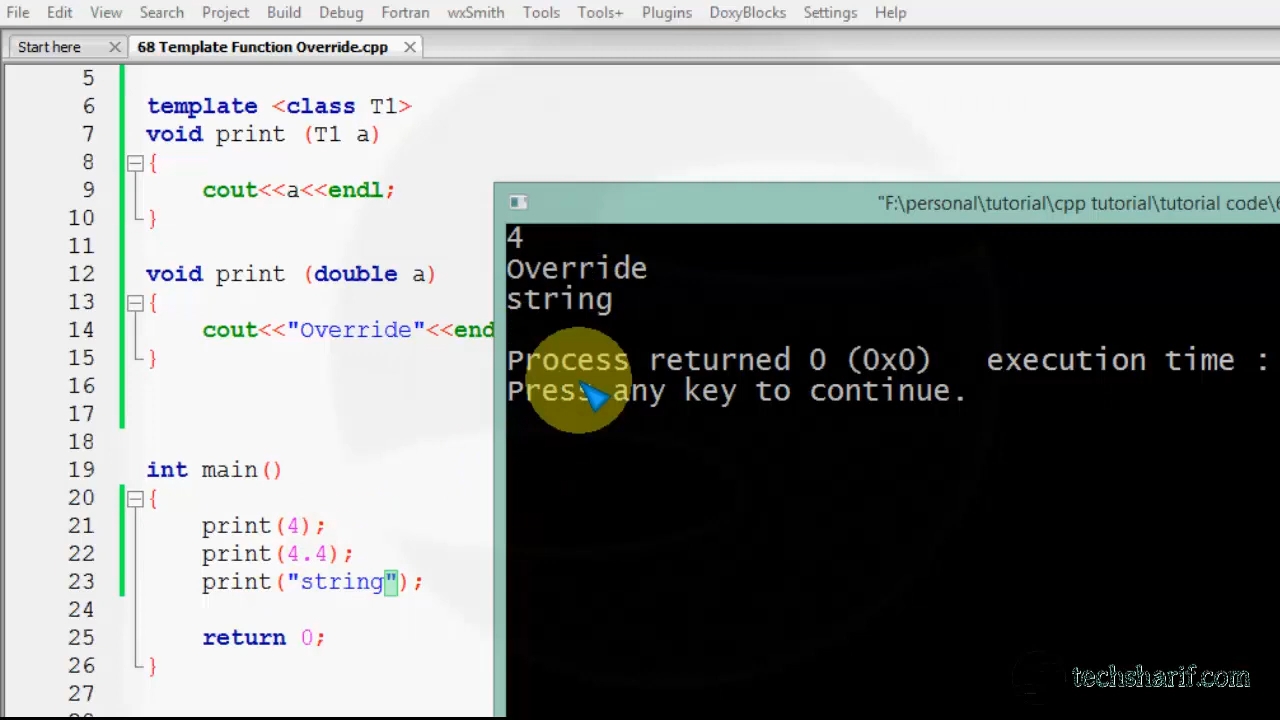 File Edit View Search Project Build Debug Fortran wxSmith Tools Tools+ Plugins DoxyBlocks Settings Help
Start here 68 Template Function Override.cpp
5
6 template <class T1>
7 void print (T1 a)
8 {
9 cout<<a<<endl;
10 }
11
12 void print (double a)
13 {
14 cout<<"Override"<<end
15 }
16
17
18
19 int main()
20 {
21 print(4);
22 print(4.4);
23 print("string");
24
25 return 0;
26 }
27
"F:\personal\tutorial\cpp tutorial\tutorial code\6
4
Override
string
Process returned 0 (0x0) execution time :
Press any key to continue.
techsharif.com